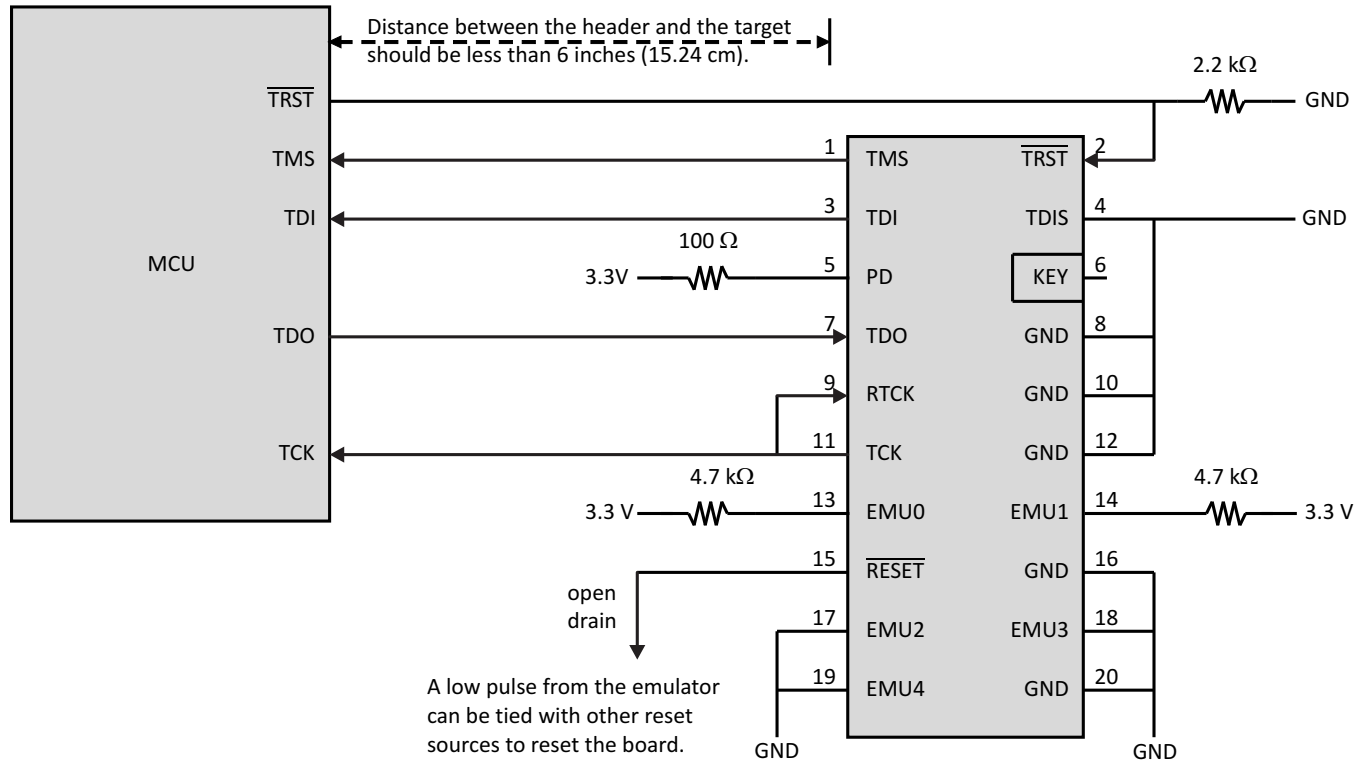 Distance between the header and the target
should be less than 6 inches (15.24 cm).
2.2 kΩ
TRST
GND
1
2
TMS
TMS
TRST
3
4
TDI
TDI
TDIS
GND
100 Ω
MCU
5
6
3.3V
PD
KEY
7
8
TDO
TDO
GND
9
10
RTCK
GND
11
12
TCK
TCK
GND
4.7 kΩ
4.7 kΩ
13
14
3.3 V
EMU0
EMU1
3.3 V
15
16
RESET
GND
open
drain
17
18
EMU2
EMU3
19
20
EMU4
GND
A low pulse from the emulator
can be tied with other reset
sources to reset the board.
GND
GND